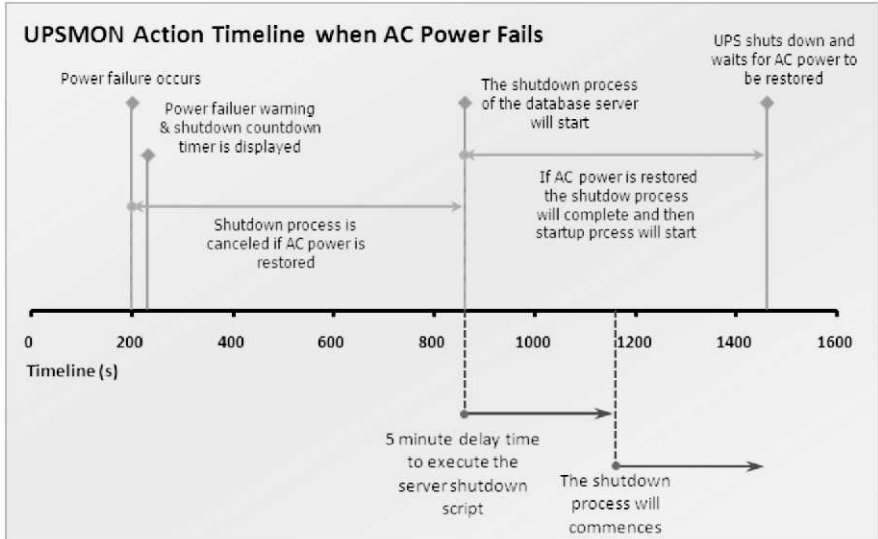 UPSMON Action Timeline when AC Power Fails
UPS shuts down and
waits for AC power to
be restored
Power failure occurs
Power failuer warning
& shutdown countdown
timer is displayed
The shutdown process
of the database server
will start
If AC power is restored
the shutdow process
will complete and then
startup prcess will start
Shutdown process is
canceled if AC power is
restored
0 200 400 600 800 1000 1200 1400 1600
Timeline (s)
5 minute delay time
to execute the
server shutdown
script
The shutdown
process will
commences